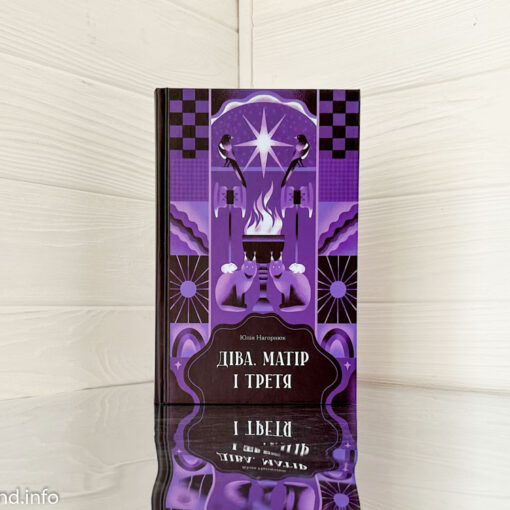 Юлія Нагорнюк
ДІВА, МАТІР
І ТРЕТЯ
nd.info